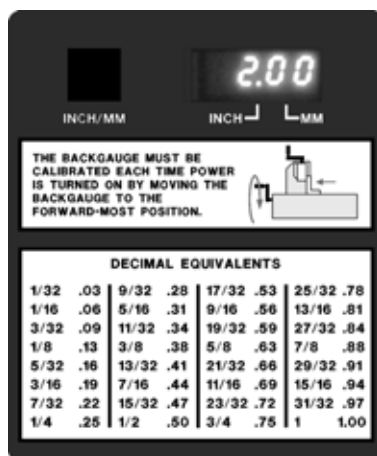 2.00
INCH/MM
INCH MM
THE BACKGAUGE MUST BE
CALIBRATED EACH TIME POWER
IS TURNED ON BY MOVING THE
BACKGAUGE TO THE
FORWARD-MOST POSITION.
DECIMAL EQUIVALENTS
1/32 .03 9/32 .28 17/32 .53 25/32 .78
1/16 .06 5/16 .31 9/16 .56 13/16 .81
3/32 .09 11/32 .34 19/32 .59 27/32 .84
1/8 .13 3/8 .38 5/8 .63 7/8 .88
5/32 .16 13/32 .41 21/32 .66 29/32 .91
3/16 .19 7/16 .44 11/16 .69 15/16 .94
7/32 .22 15/32 .47 23/32 .72 31/32 .97
1/4 .25 1/2 .50 3/4 .75 1 1.00